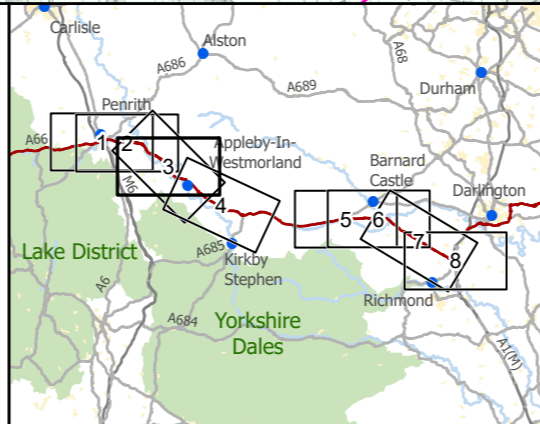 Carlisle
Alston
A68
A686
A689
Durham
Penrith
A66
1
2
Appleby-In-
Westmorland
3
M6
4
Barnard
Castle
Darlington
5
6
7
8
Lake District
A685
Kirkby
Stephen
A6
Richmond
A684
Yorkshire
Dales
A1(M)